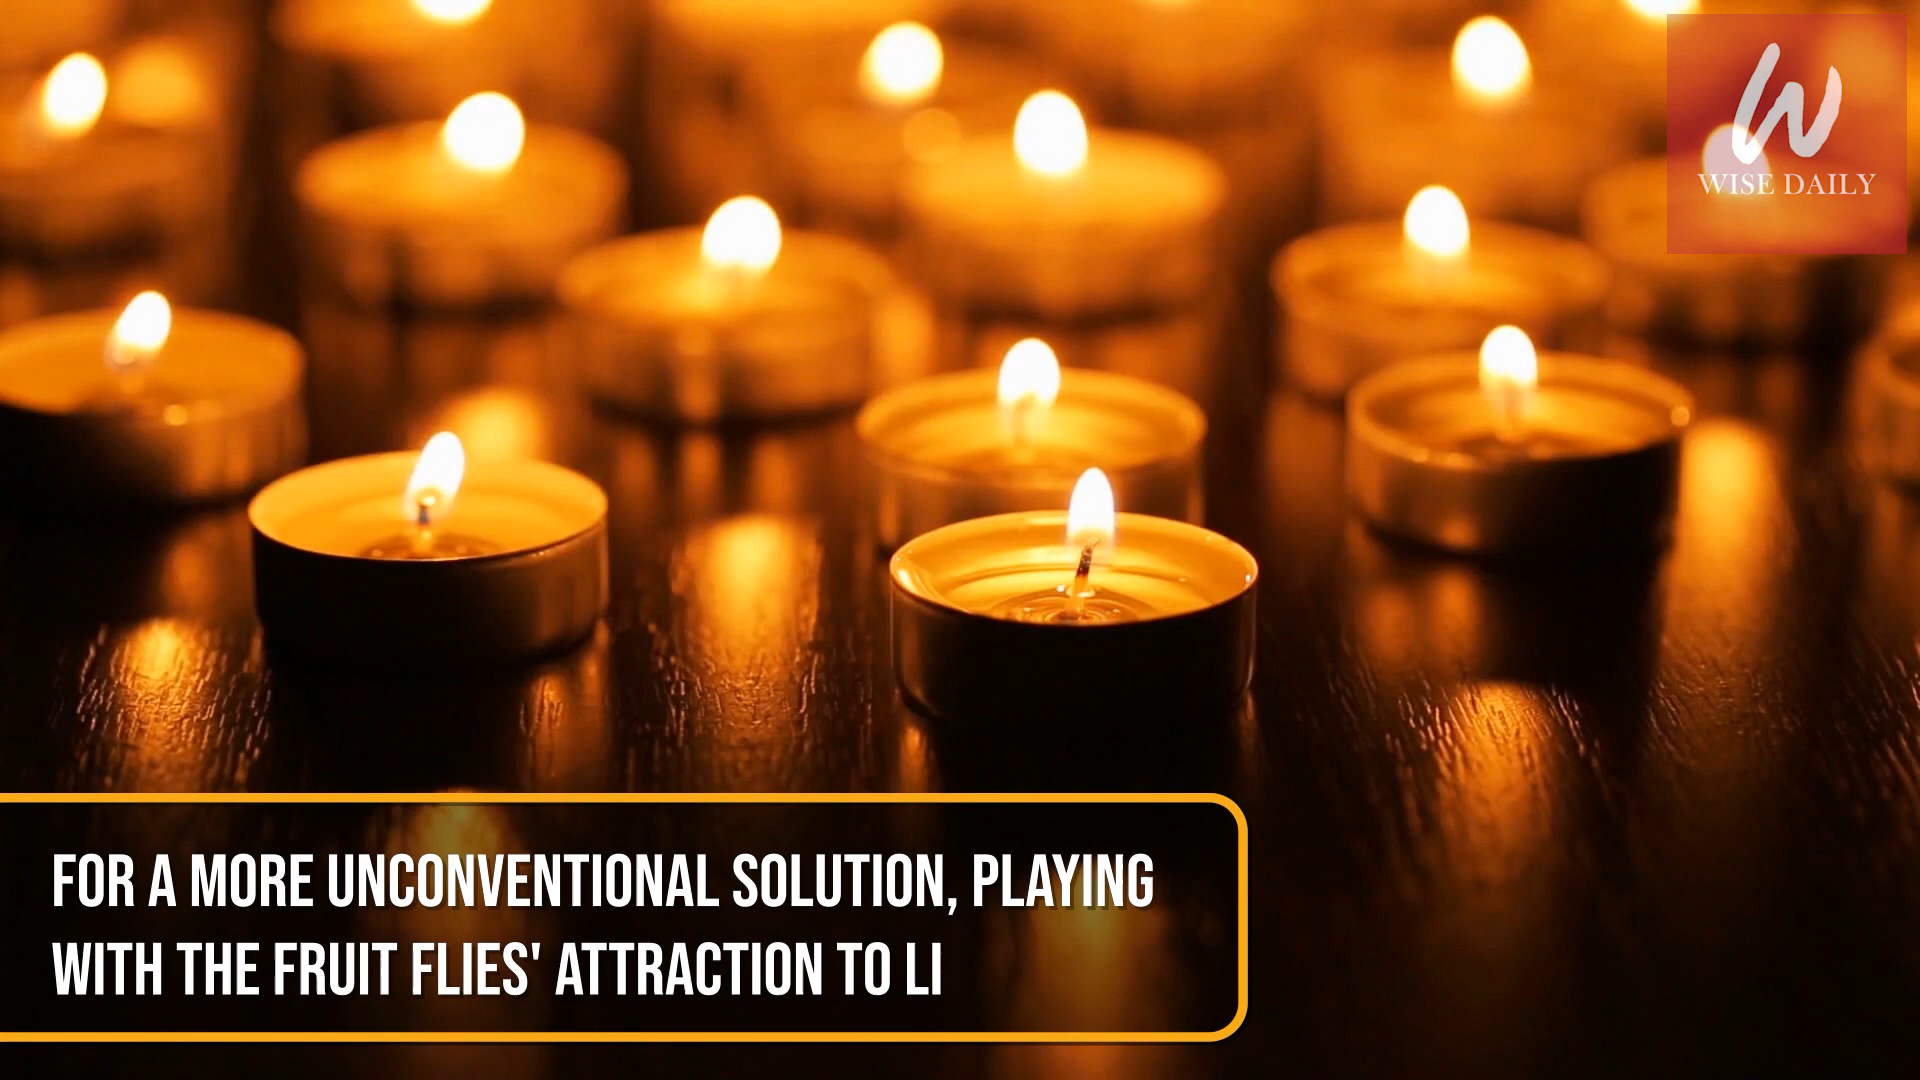 W
WISE DAILY
FOR A MORE UNCONVENTIONAL SOLUTION, PLAYING
WITH THE FRUIT FLIES' ATTRACTION TO LI